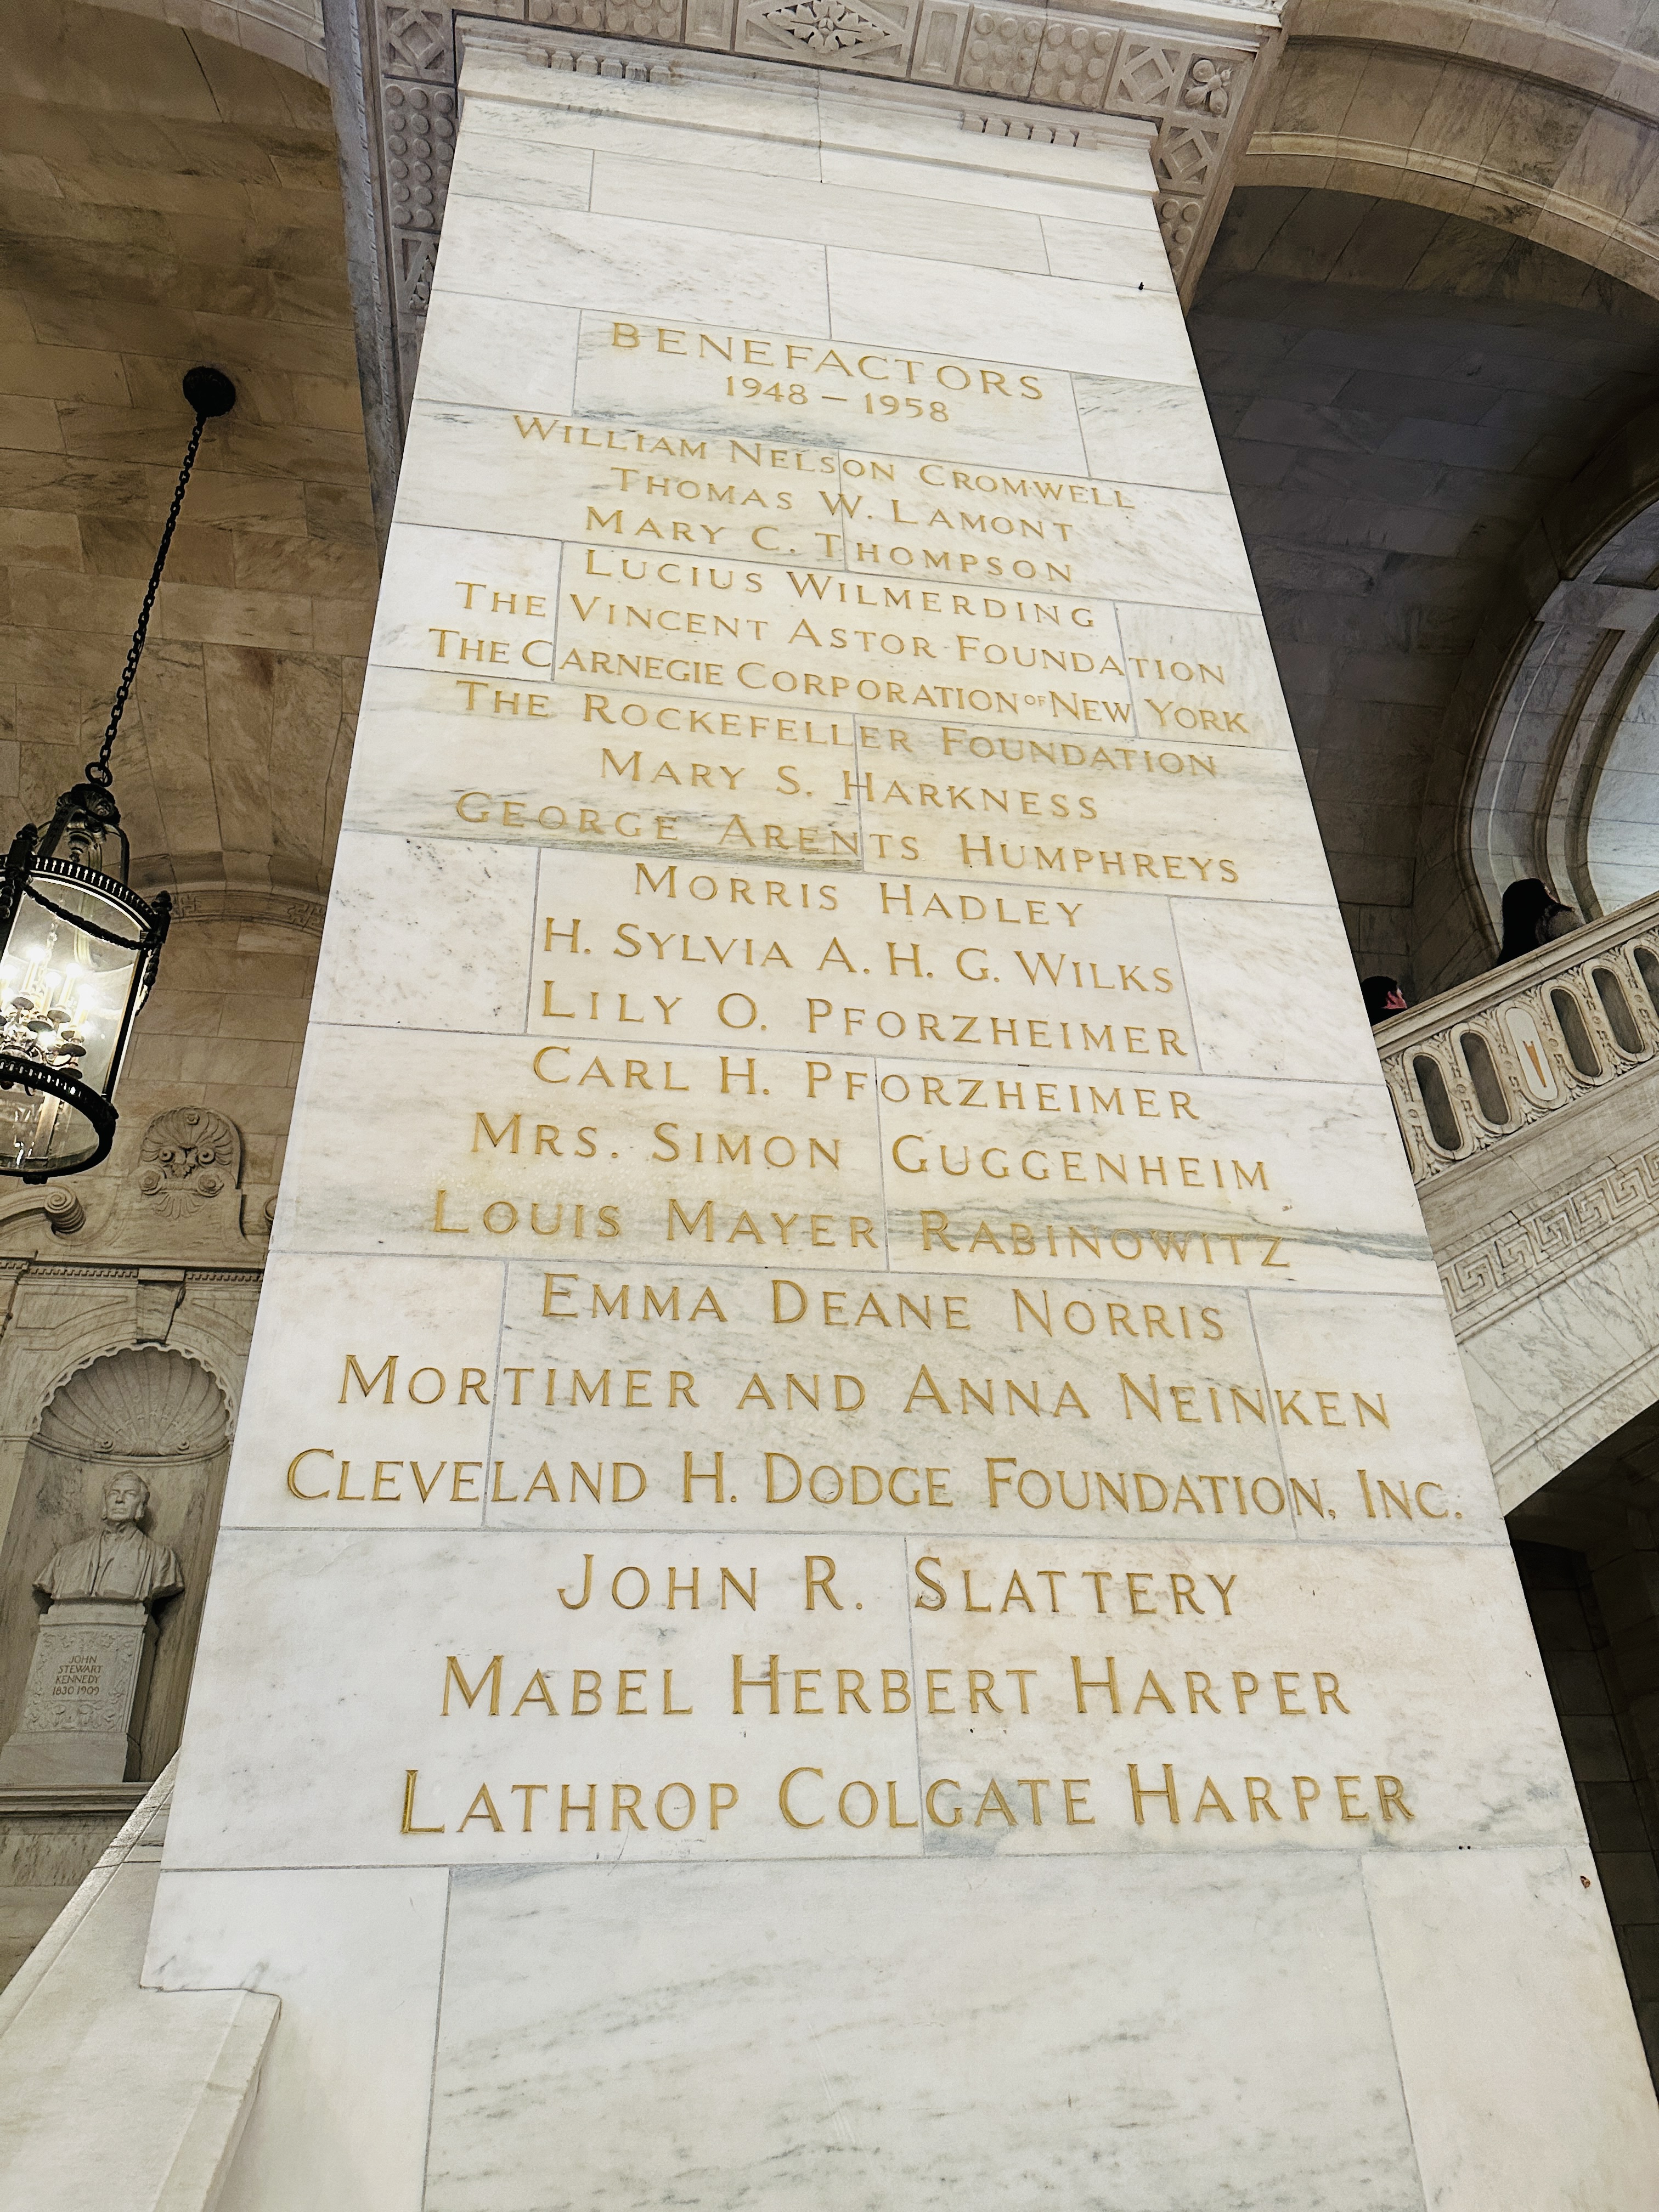 BENEFACTORS
1948 – 1958
WILLIAM NELSON CROMWELL
THOMAS W. LAMONT
MARY C. THOMPSON
LUCIUS WILMERDING
THE VINCENT ASTOR FOUNDATION
THE CARNEGIE CORPORATION OF NEW YORK
THE ROCKEFELLER FOUNDATION
MARY S. HARKNESS
GEORGE ARENTS HUMPHREYS
MORRIS HADLEY
H. SYLVIA A. H. G. WILKS
LILY O. PFORZHEIMER
CARL H. PFORZHEIMER
MRS. SIMON GUGGENHEIM
LOUIS MAYER RABINOWITZ
EMMA DEANE NORRIS
MORTIMER AND ANNA NEINKEN
CLEVELAND H. DODGE FOUNDATION, INC.
JOHN R. SLATTERY
MABEL HERBERT HARPER
LATHROP COLGATE HARPER
JOHN
STEWART
KENNEDY
1830 1909